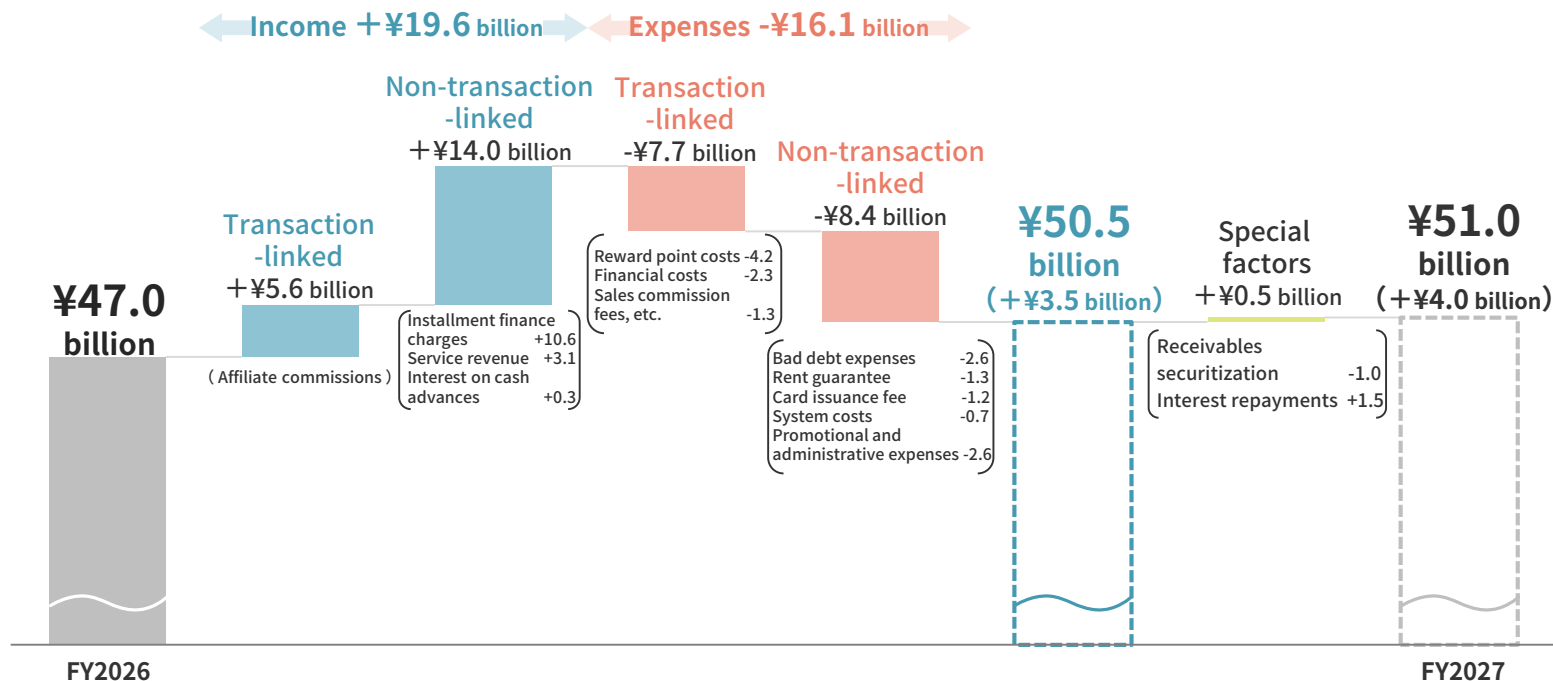 Income +¥19.6 billion
Expenses -¥16.1 billion
¥47.0
billion
Transaction
-linked
+¥5.6 billion
( Affiliate commissions )
Non-transaction
-linked
+¥14.0 billion
Installment finance
charges +10.6
Service revenue +3.1
Interest on cash
advances +0.3
Transaction
-linked
-¥7.7 billion
Reward point costs -4.2
Financial costs -2.3
Sales commission
fees, etc. -1.3
Non-transaction
-linked
-¥8.4 billion
Bad debt expenses -2.6
Rent guarantee -1.3
Card issuance fee -1.2
System costs -0.7
Promotional and
administrative expenses -2.6
¥50.5
billion
(+¥3.5 billion)
Special
factors
+¥0.5 billion
Receivables
securitization -1.0
Interest repayments +1.5
¥51.0
billion
(+¥4.0 billion)
FY2026
FY2027